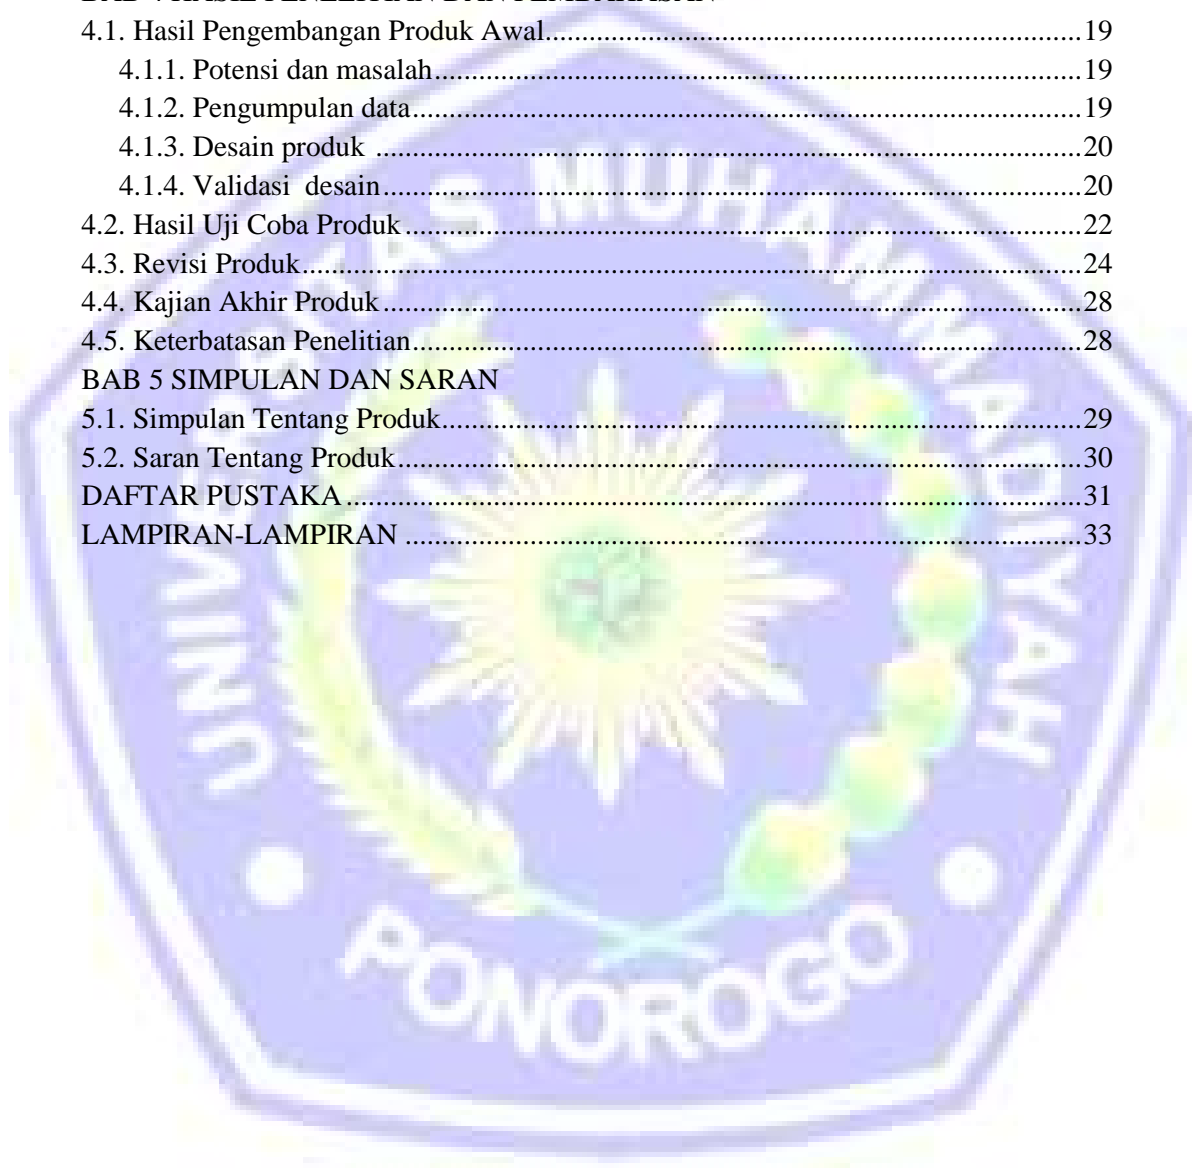 4.1. Hasil Pengembangan Produk Awal........................................................................19
4.1.1. Potensi dan masalah.......................................................................................19
4.1.2. Pengumpulan data..........................................................................................19
4.1.3. Desain produk ................................................................................................20
4.1.4. Validasi desain...............................................................................................20
4.2. Hasil Uji Coba Produk............................................................................................22
4.3. Revisi Produk..........................................................................................................24
4.4. Kajian Akhir Produk...............................................................................................28
4.5. Keterbatasan Penelitian...........................................................................................28
BAB 5 SIMPULAN DAN SARAN
5.1. Simpulan Tentang Produk.......................................................................................29
5.2. Saran Tentang Produk.............................................................................................30
DAFTAR PUSTAKA....................................................................................................31
LAMPIRAN-LAMPIRAN ............................................................................................33
UNIVERSITAS MUHAMMADIYAH
PONOROGO